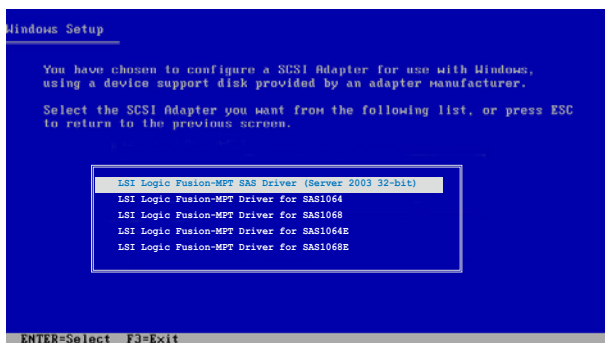 Windows Setup
You have chosen to configure a SCSI Adapter for use with Windows,
using a device support disk provided by an adapter manufacturer.
Select the SCSI Adapter you want from the following list, or press ESC
to return to the previous screen.
LSI Logic Fusion-MPT SAS Driver (Server 2003 32-bit)
LSI Logic Fusion-MPT Driver for SAS1064
LSI Logic Fusion-MPT Driver for SAS1068
LSI Logic Fusion-MPT Driver for SAS1064E
LSI Logic Fusion-MPT Driver for SAS1068E
ENTER=Select F3=Exit